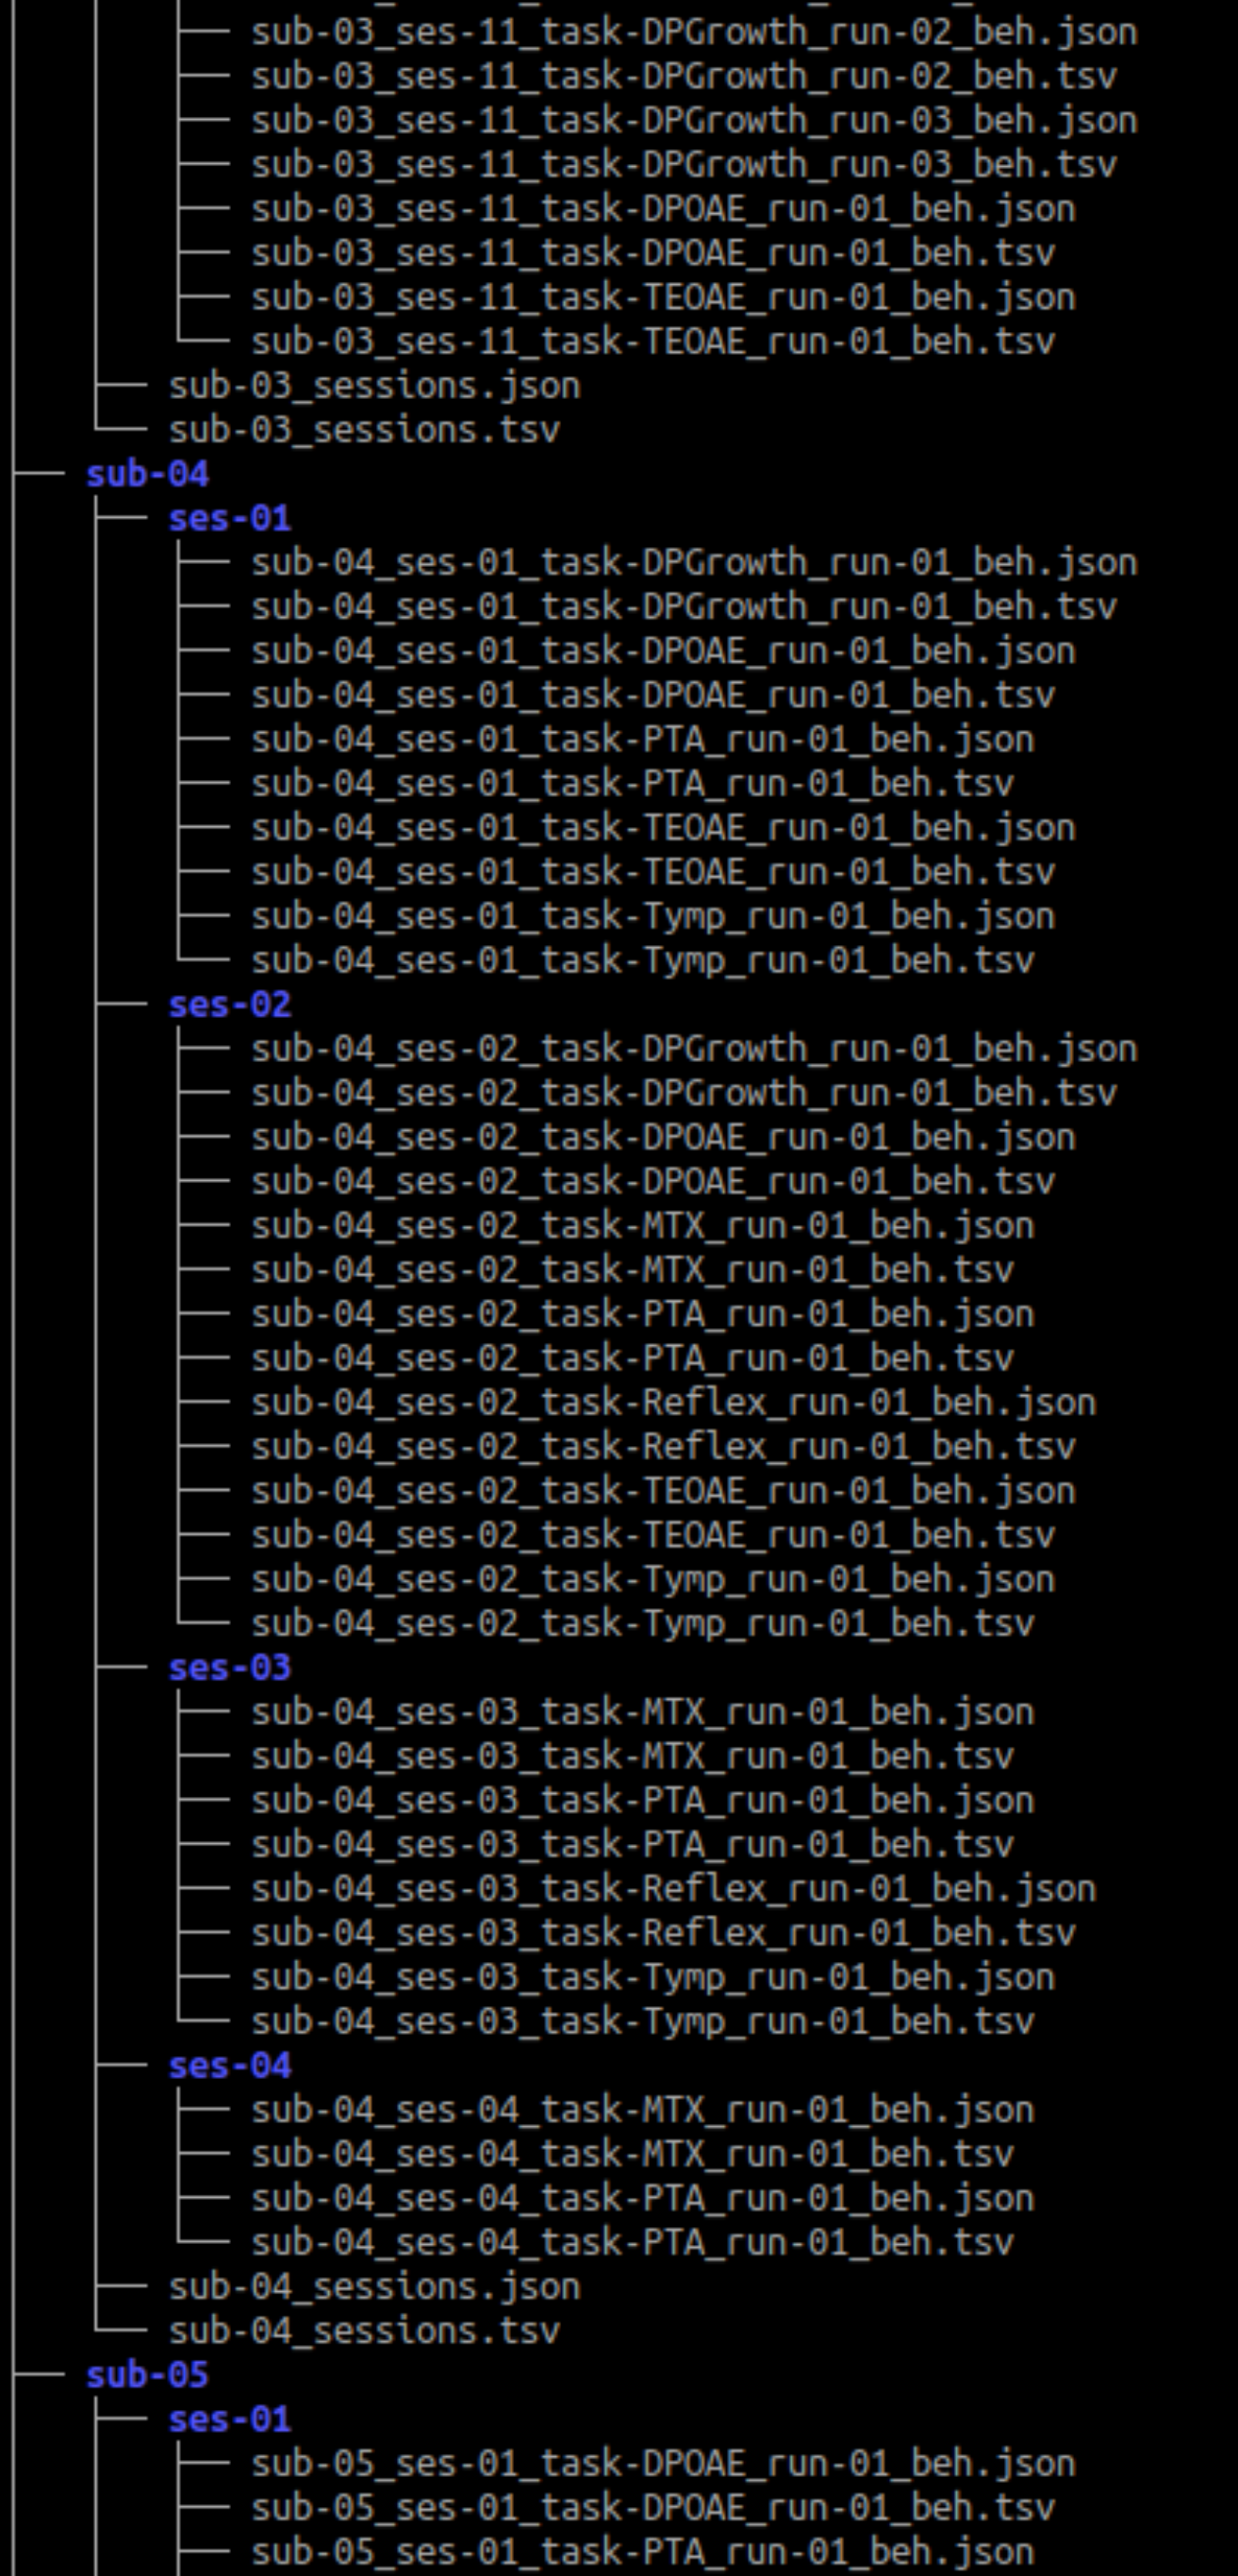 sub-03_ses-11_task-DPGrowth_run-02_beh.json
sub-03_ses-11_task-DPGrowth_run-02_beh.tsv
sub-03_ses-11_task-DPGrowth_run-03_beh.json
sub-03_ses-11_task-DPGrowth_run-03_beh.tsv
sub-03_ses-11_task-DPOAE_run-01_beh.json
sub-03_ses-11_task-DPOAE_run-01_beh.tsv
sub-03_ses-11_task-TEOAE_run-01_beh.json
sub-03_ses-11_task-TEOAE_run-01_beh.tsv
sub-03_sessions.json
sub-03_sessions.tsv
sub-04
ses-01
sub-04_ses-01_task-DPGrowth_run-01_beh.json
sub-04_ses-01_task-DPGrowth_run-01_beh.tsv
sub-04_ses-01_task-DPOAE_run-01_beh.json
sub-04_ses-01_task-DPOAE_run-01_beh.tsv
sub-04_ses-01_task-PTA_run-01_beh.json
sub-04_ses-01_task-PTA_run-01_beh.tsv
sub-04_ses-01_task-TEOAE_run-01_beh.json
sub-04_ses-01_task-TEOAE_run-01_beh.tsv
sub-04_ses-01_task-Tymp_run-01_beh.json
sub-04_ses-01_task-Tymp_run-01_beh.tsv
ses-02
sub-04_ses-02_task-DPGrowth_run-01_beh.json
sub-04_ses-02_task-DPGrowth_run-01_beh.tsv
sub-04_ses-02_task-DPOAE_run-01_beh.json
sub-04_ses-02_task-DPOAE_run-01_beh.tsv
sub-04_ses-02_task-MTX_run-01_beh.json
sub-04_ses-02_task-MTX_run-01_beh.tsv
sub-04_ses-02_task-PTA_run-01_beh.json
sub-04_ses-02_task-PTA_run-01_beh.tsv
sub-04_ses-02_task-Reflex_run-01_beh.json
sub-04_ses-02_task-Reflex_run-01_beh.tsv
sub-04_ses-02_task-TEOAE_run-01_beh.json
sub-04_ses-02_task-TEOAE_run-01_beh.tsv
sub-04_ses-02_task-Tymp_run-01_beh.json
sub-04_ses-02_task-Tymp_run-01_beh.tsv
ses-03
sub-04_ses-03_task-MTX_run-01_beh.json
sub-04_ses-03_task-MTX_run-01_beh.tsv
sub-04_ses-03_task-PTA_run-01_beh.json
sub-04_ses-03_task-PTA_run-01_beh.tsv
sub-04_ses-03_task-Reflex_run-01_beh.json
sub-04_ses-03_task-Reflex_run-01_beh.tsv
sub-04_ses-03_task-Tymp_run-01_beh.json
sub-04_ses-03_task-Tymp_run-01_beh.tsv
ses-04
sub-04_ses-04_task-MTX_run-01_beh.json
sub-04_ses-04_task-MTX_run-01_beh.tsv
sub-04_ses-04_task-PTA_run-01_beh.json
sub-04_ses-04_task-PTA_run-01_beh.tsv
sub-04_sessions.json
sub-04_sessions.tsv
sub-05
ses-01
sub-05_ses-01_task-DPOAE_run-01_beh.json
sub-05_ses-01_task-DPOAE_run-01_beh.tsv
sub-05_ses-01_task-PTA_run-01_beh.json